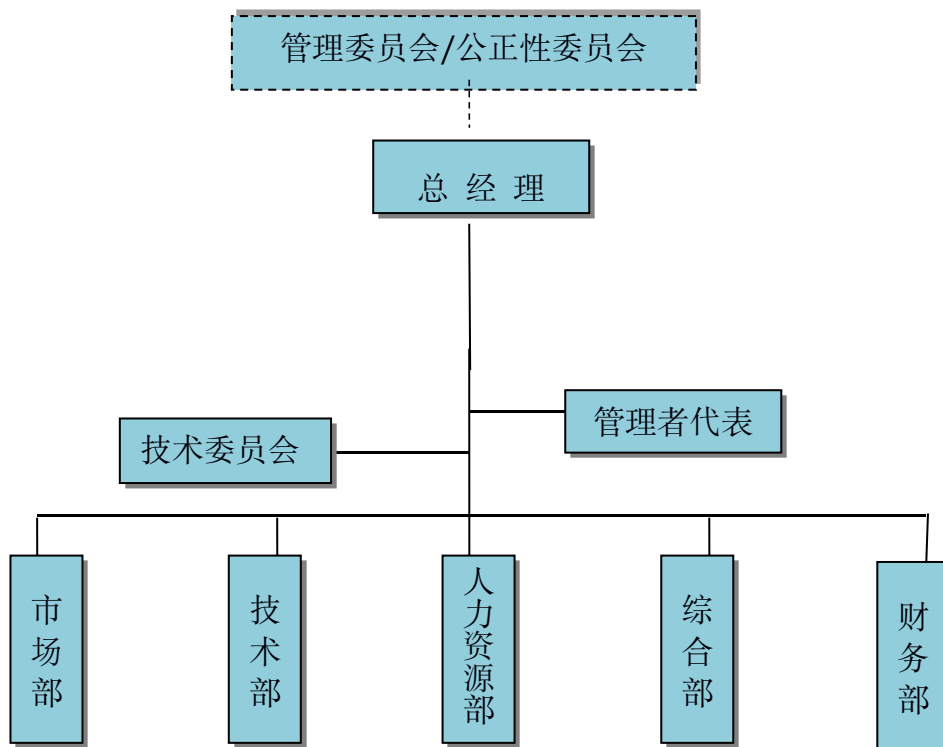 管理委员会/公正性委员会
总 经 理
管理者代表
技术委员会
市场部
技术部
人力资源部
综合部
财务部